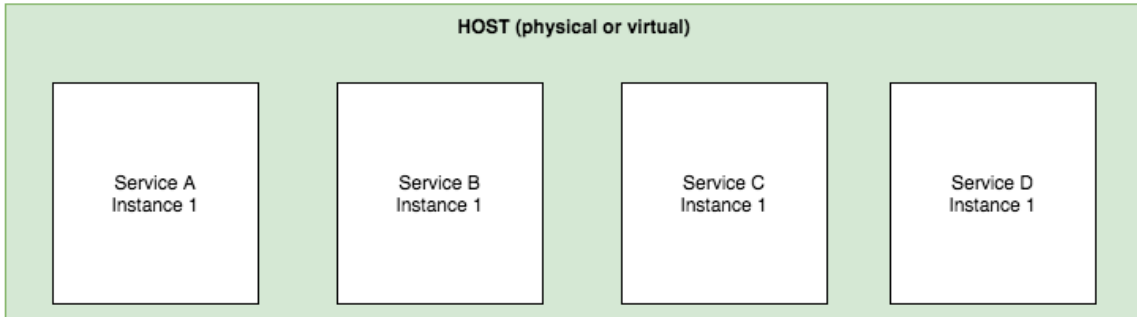 HOST (physical or virtual)
Service A
Instance 1
Service B
Instance 1
Service C
Instance 1
Service D
Instance 1